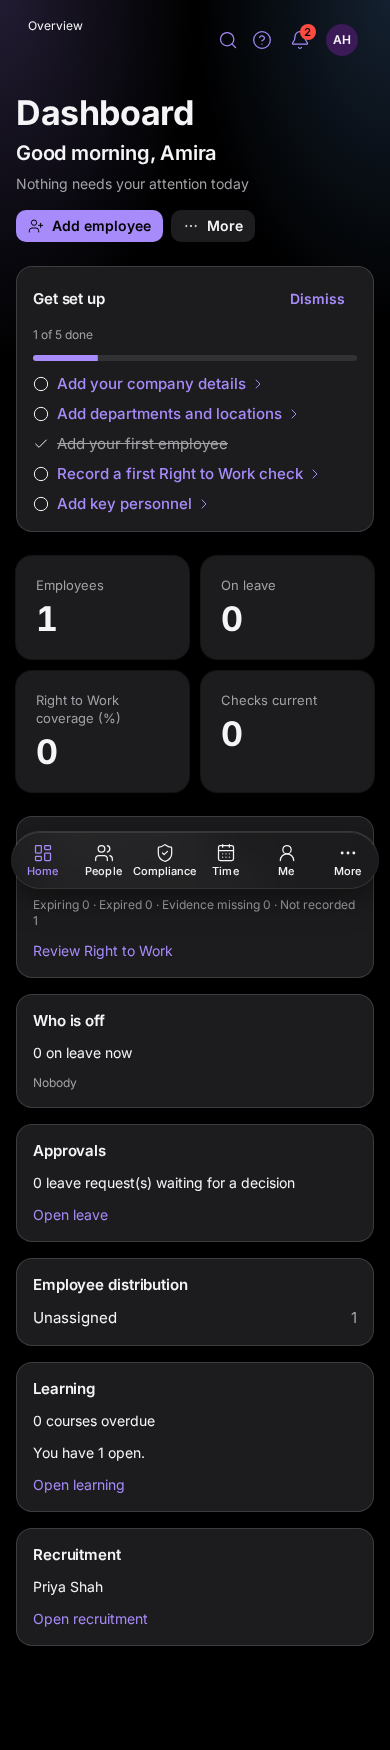 Overview
2
AH
Dashboard
Good morning, Amira
Nothing needs your attention today
Add employee
More
Get set up
Dismiss
1 of 5 done
Add your company details
Add departments and locations
Add your first employee
Record a first Right to Work check
Add key personnel
Employees
On leave
1
0
Right to Work
coverage (%)
Checks current
0
0
Home
People
Compliance
Time
Me
More
Expiring 0 · Expired 0 · Evidence missing 0 · Not recorded
1
Review Right to Work
Who is off
0 on leave now
Nobody
Approvals
0 leave request(s) waiting for a decision
Open leave
Employee distribution
Unassigned
1
Learning
0 courses overdue
You have 1 open.
Open learning
Recruitment
Priya Shah
Open recruitment